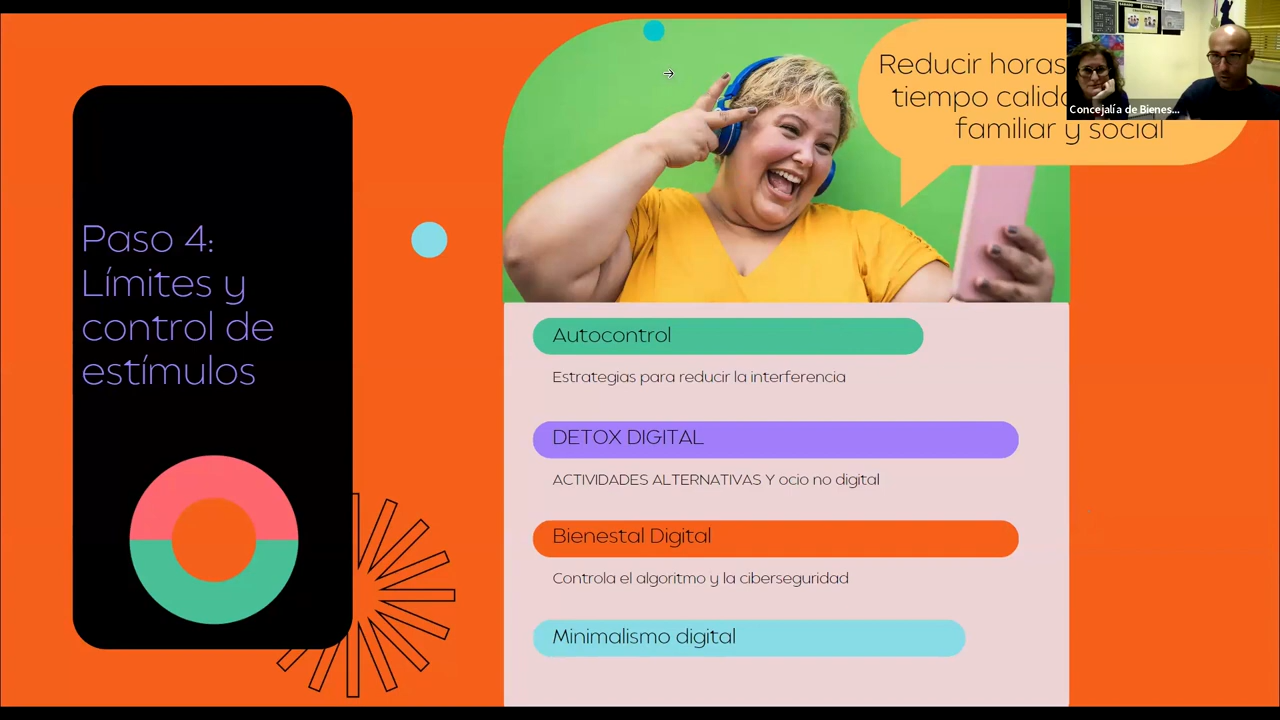 Paso 4:
Límites y
control de
estímulos
Reducir horas
tiempo
familiar y social
Concejalía de Bienes...
Autocontrol
Estrategias para reducir la interferencia
DETOX DIGITAL
ACTIVIDADES ALTERNATIVAS Y ocio no digital
Bienestal Digital
Controla el algoritmo y la ciberseguridad
Minimalismo digital